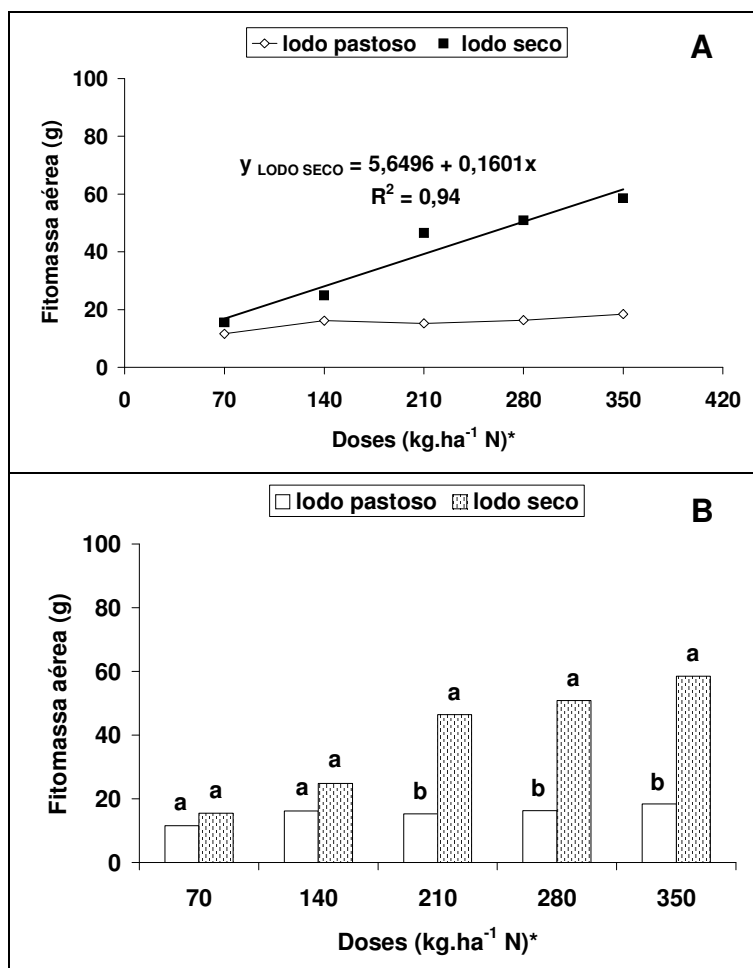 lodo pastoso lodo seco
A
100
80
60
40
20
0
Fitomassa aérea (g)
y LODO SECO = 5,6496 + 0,1601x
R² = 0,94
0 70 140 210 280 350 420
Doses (kg.ha⁻¹ N)*
lodo pastoso lodo seco
B
100
80
60
40
20
0
Fitomassa aérea (g)
a a a a b a b a b a
70 140 210 280 350
Doses (kg.ha⁻¹ N)*